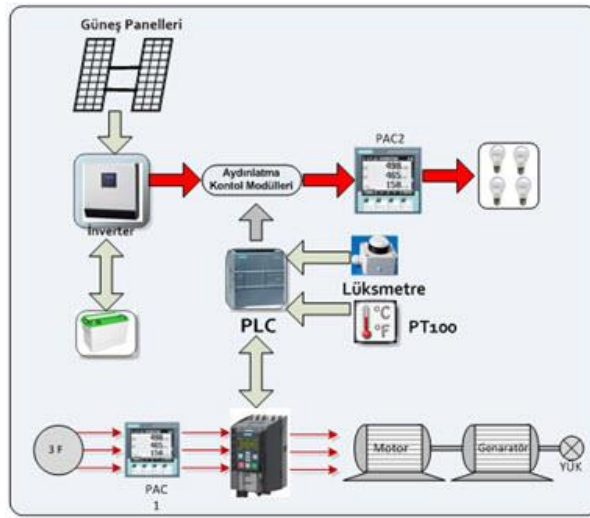 Güneş Panelleri
PAC2
Aydınlatma
Kontol Modülleri
İnverter
Lüksmetre
PLC
°C
°F
PT100
3 F
PAC
1
Motor
Genaratör
YÜK